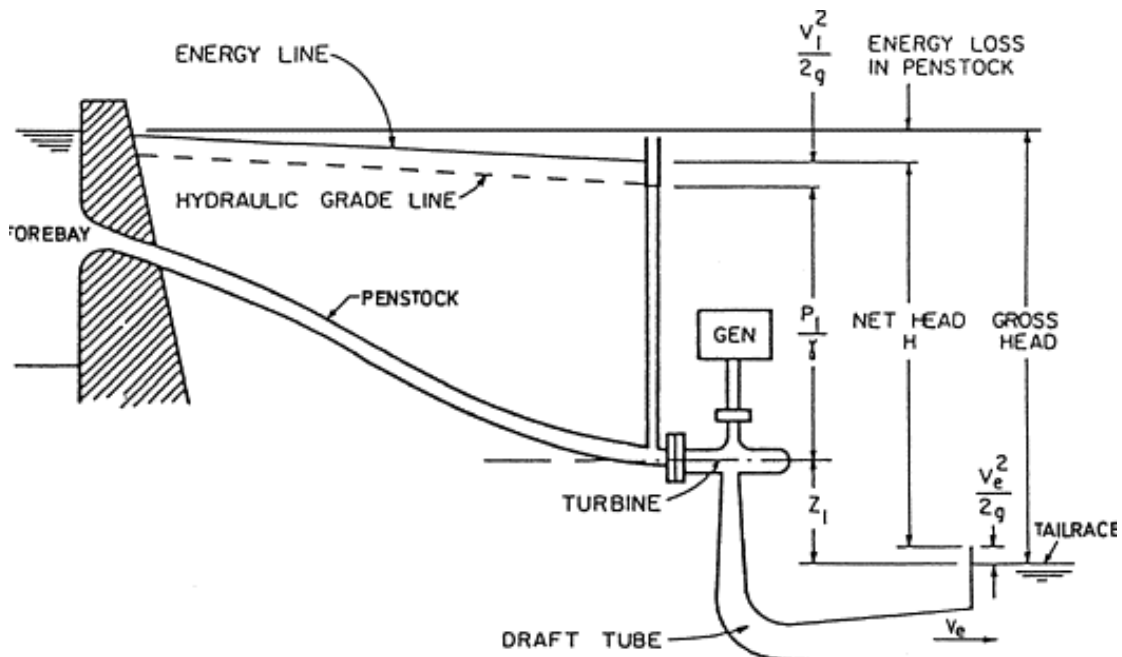 ENERGY LINE
V₁²
2g
ENERGY LOSS
IN PENSTOCK
HYDRAULIC GRADE LINE
FOREBAY
PENSTOCK
GEN
P₁
γ
NET HEAD
H
GROSS
HEAD
TURBINE
Z₁
Vₑ²
2g
TAILRACE
DRAFT TUBE
Vₑ